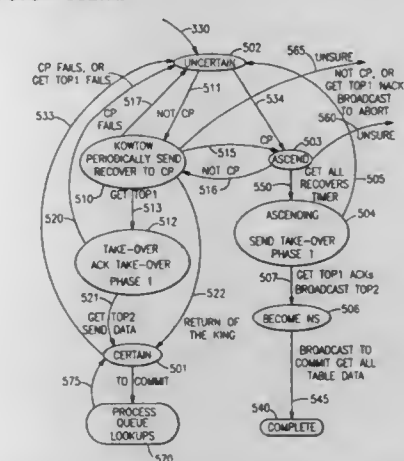 330
502
UNCERTAIN
565
UNSURE
CP FAILS, OR
GET TOP1 FAILS
533
517
CP
FAILS
511
NOT CP
534
NOT CP, OR
GET TOP1 NACK
BROADCAST
TO ABORT
560
UNSURE
KOWTOW
PERIODICALLY SEND
RECOVER TO CP
510
515
CP
503
ASCEND
516
NOT CP
550
GET ALL
RECOVERS
TIMER
505
GET TOP1
513
520
512
TAKE-OVER
ACK TAKE-OVER
PHASE 1
ASCENDING
SEND TAKE-OVER
PHASE 1
504
507
GET TOP1 ACKs
BROADCAST TOP2
521
522
GET TOP2
SEND DATA
RETURN OF
THE KING
BECOME NS
506
CERTAIN
501
575
TO COMMIT
BROADCAST TO
COMMIT GET ALL
TABLE DATA
545
PROCESS
QUEUE
LOOKUPS
570
540
COMPLETE